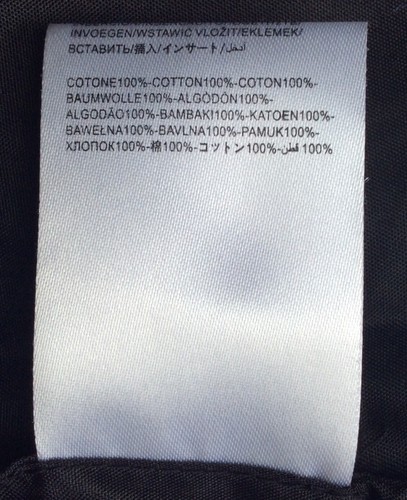 INVOEGEN/WSTAWIĆ VLOŽIT/EKLEMEK/
ВСТАВИТЬ/插入/インサート/أدخل
COTONE100%-COTTON100%-COTON100%-
BAUMWOLLE100%-ALGODÓN100%-
ALGODÃO100%-BAMBAKI100%-KATOEN100%-
BAWEŁNA100%-BAVLNA100%-PAMUK100%-
ХЛОПОК100%-棉100%-コットン100%-قطن 100%